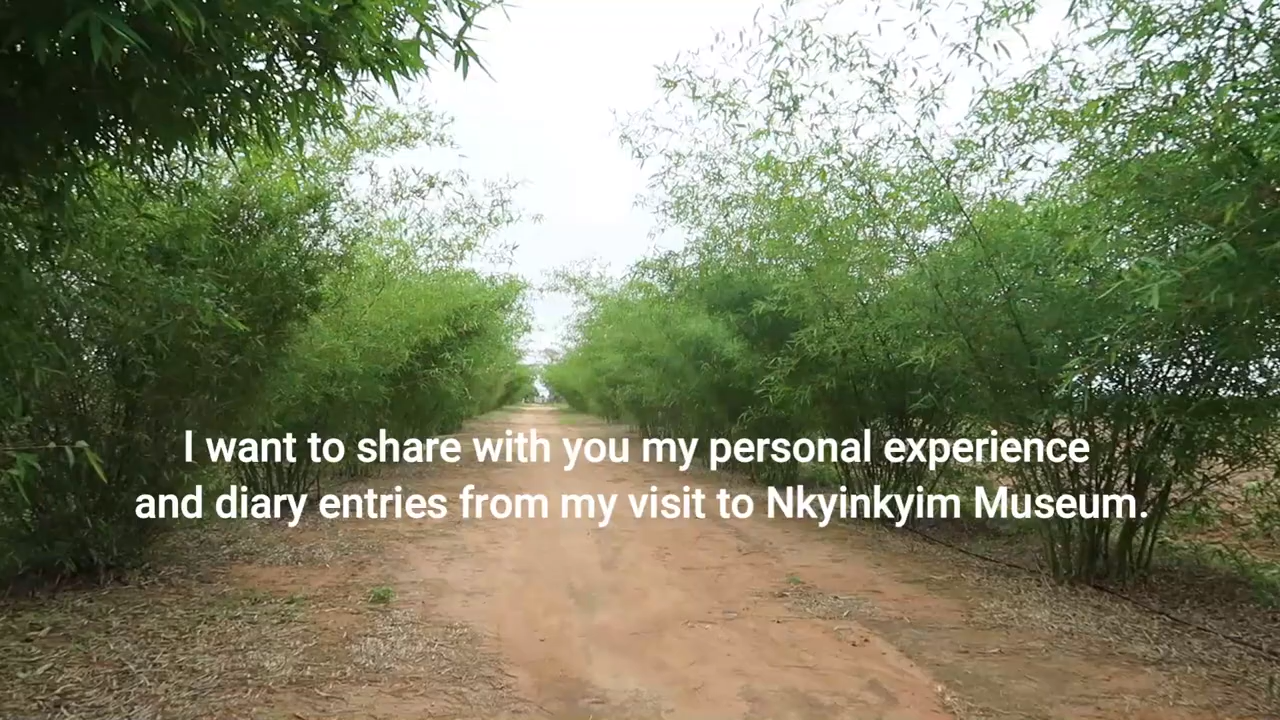 I want to share with you my personal experience
and diary entries from my visit to Nkyinkyim Museum.